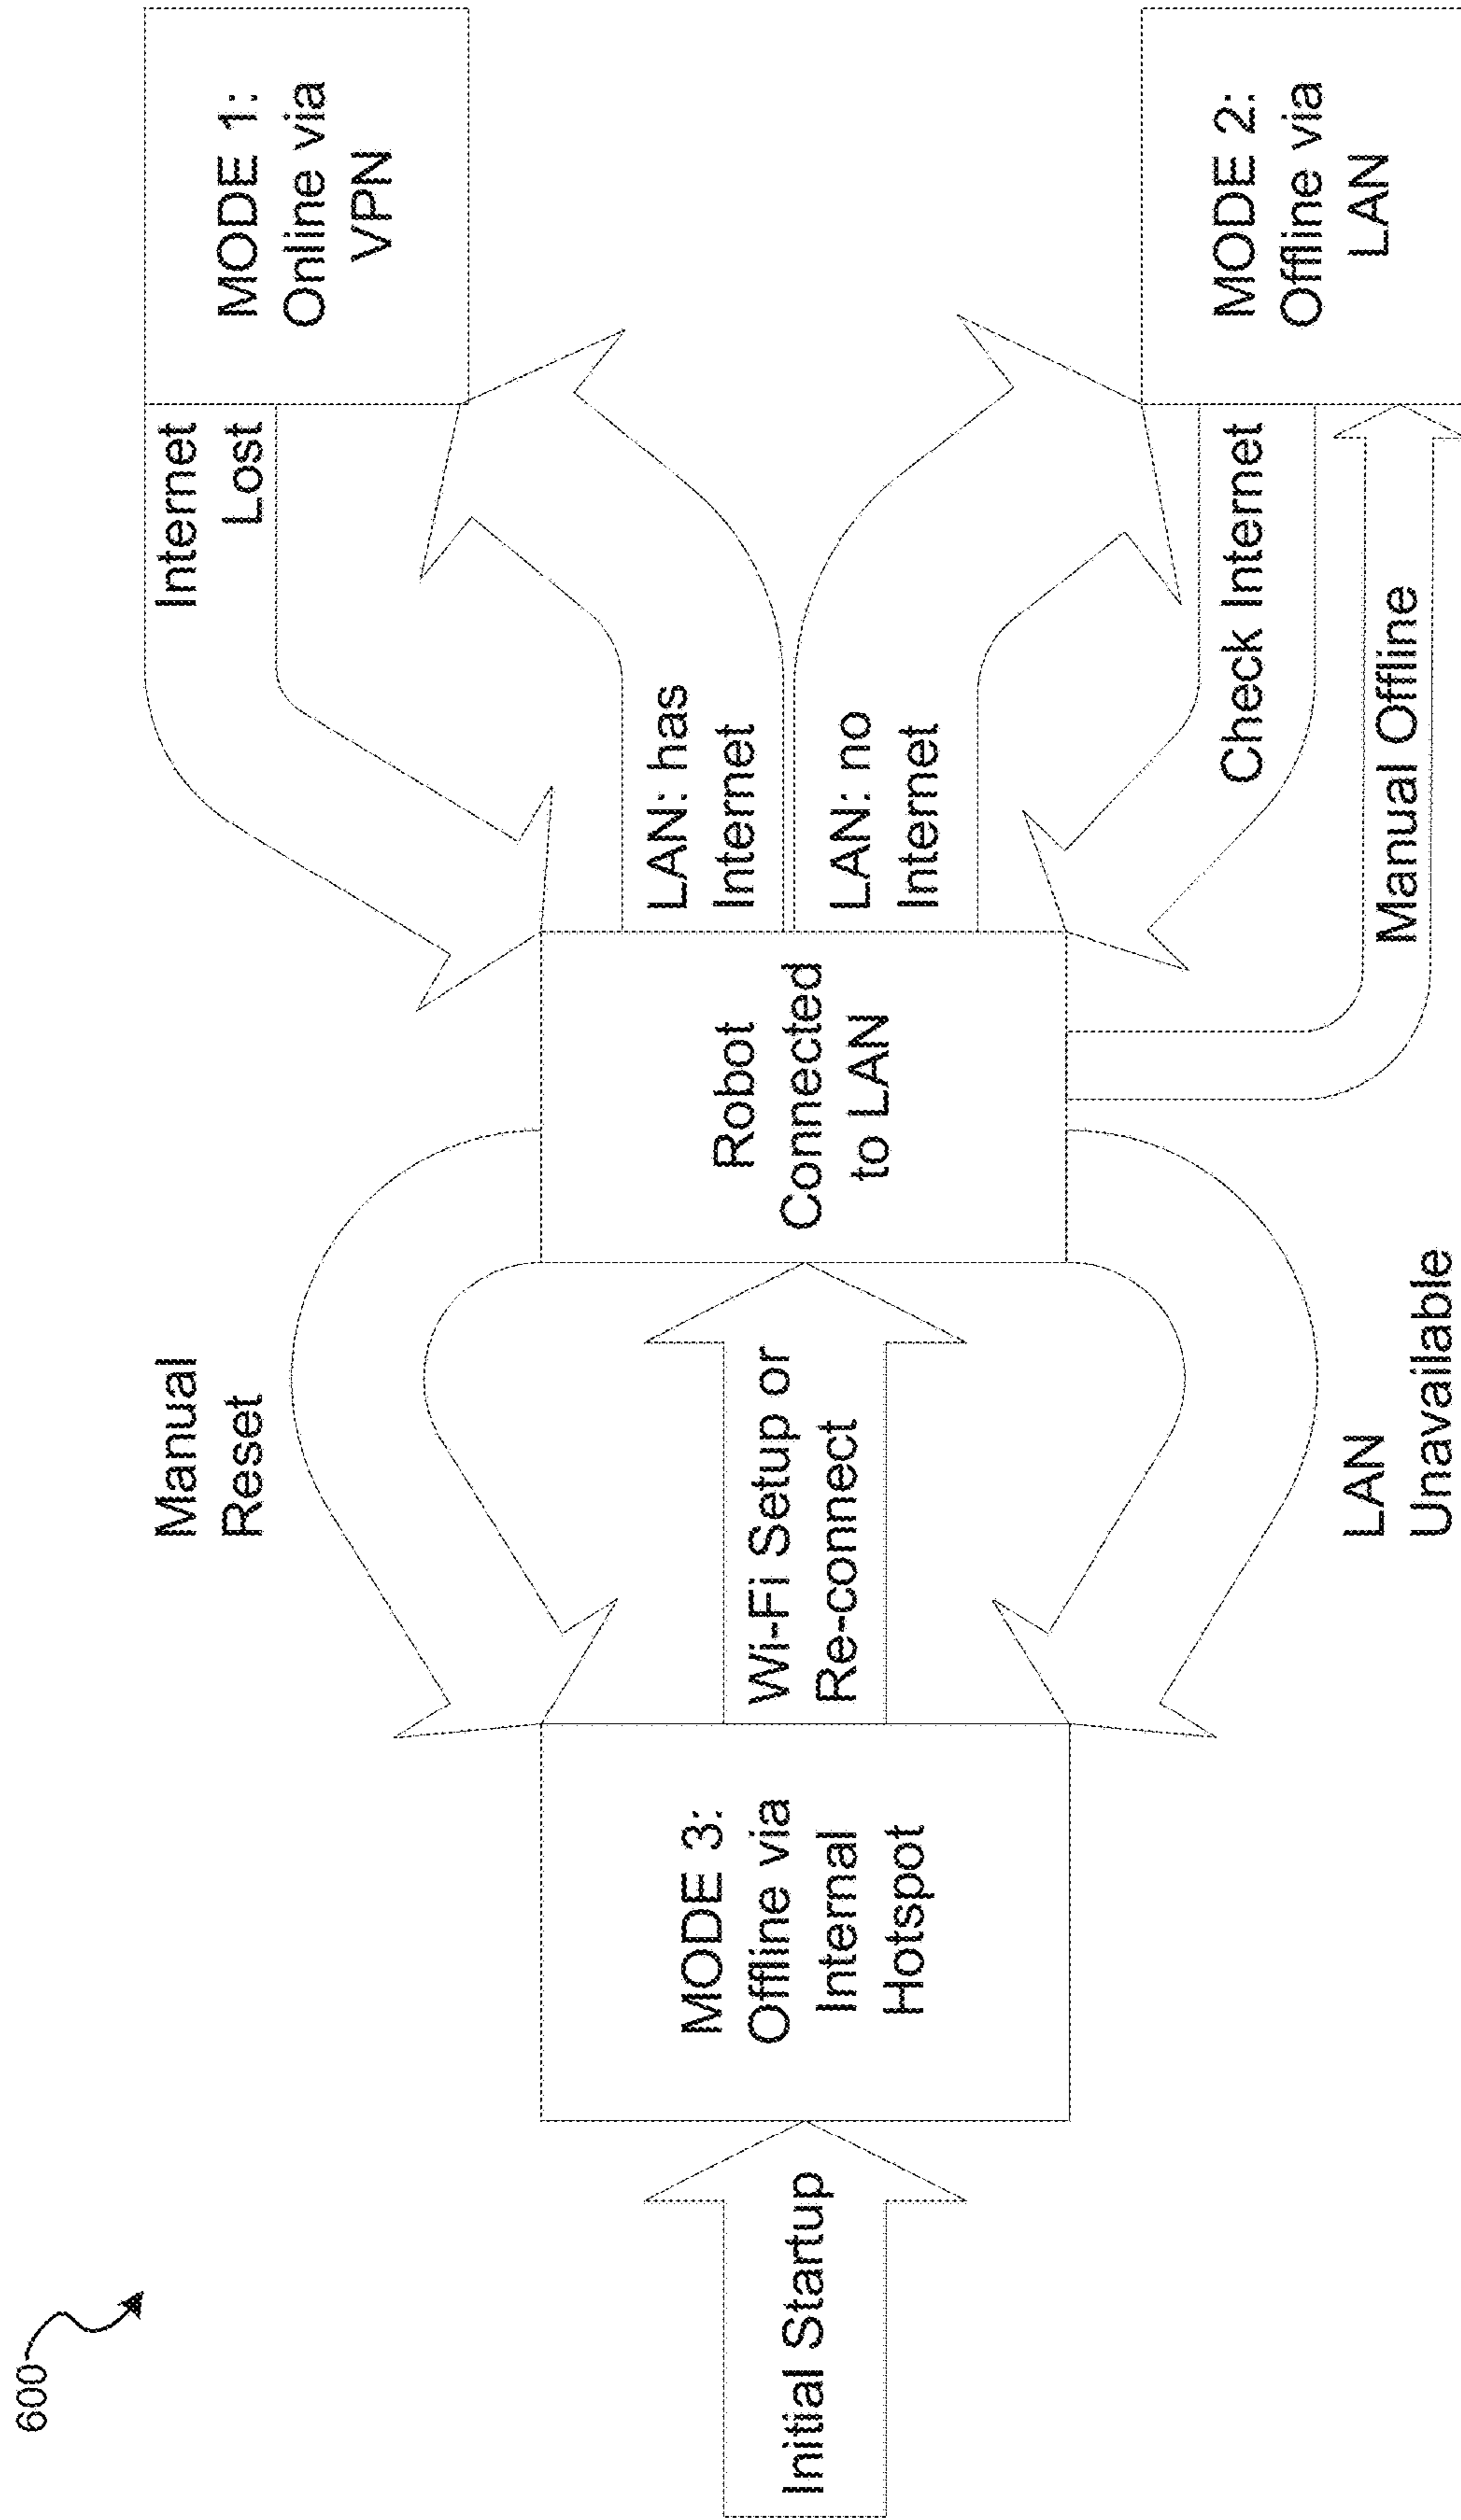 600
Initial Startup
MODE 3:
Offline via
Internal
Hotspot
Manual
Reset
Wi-Fi Setup or
Re-connect
LAN
Unavailable
Robot
Connected
to LAN
Internet
Lost
LAN: has
Internet
LAN: no
Internet
Check Internet
Manual Offline
MODE 1:
Online via
VPN
MODE 2:
Offline via
LAN